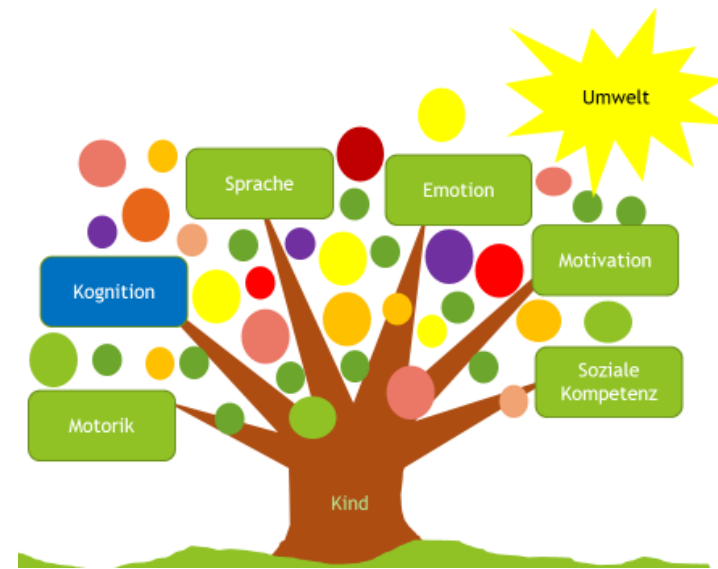 Umwelt
Sprache
Emotion
Motivation
Kognition
Soziale
Kompetenz
Motorik
Kind